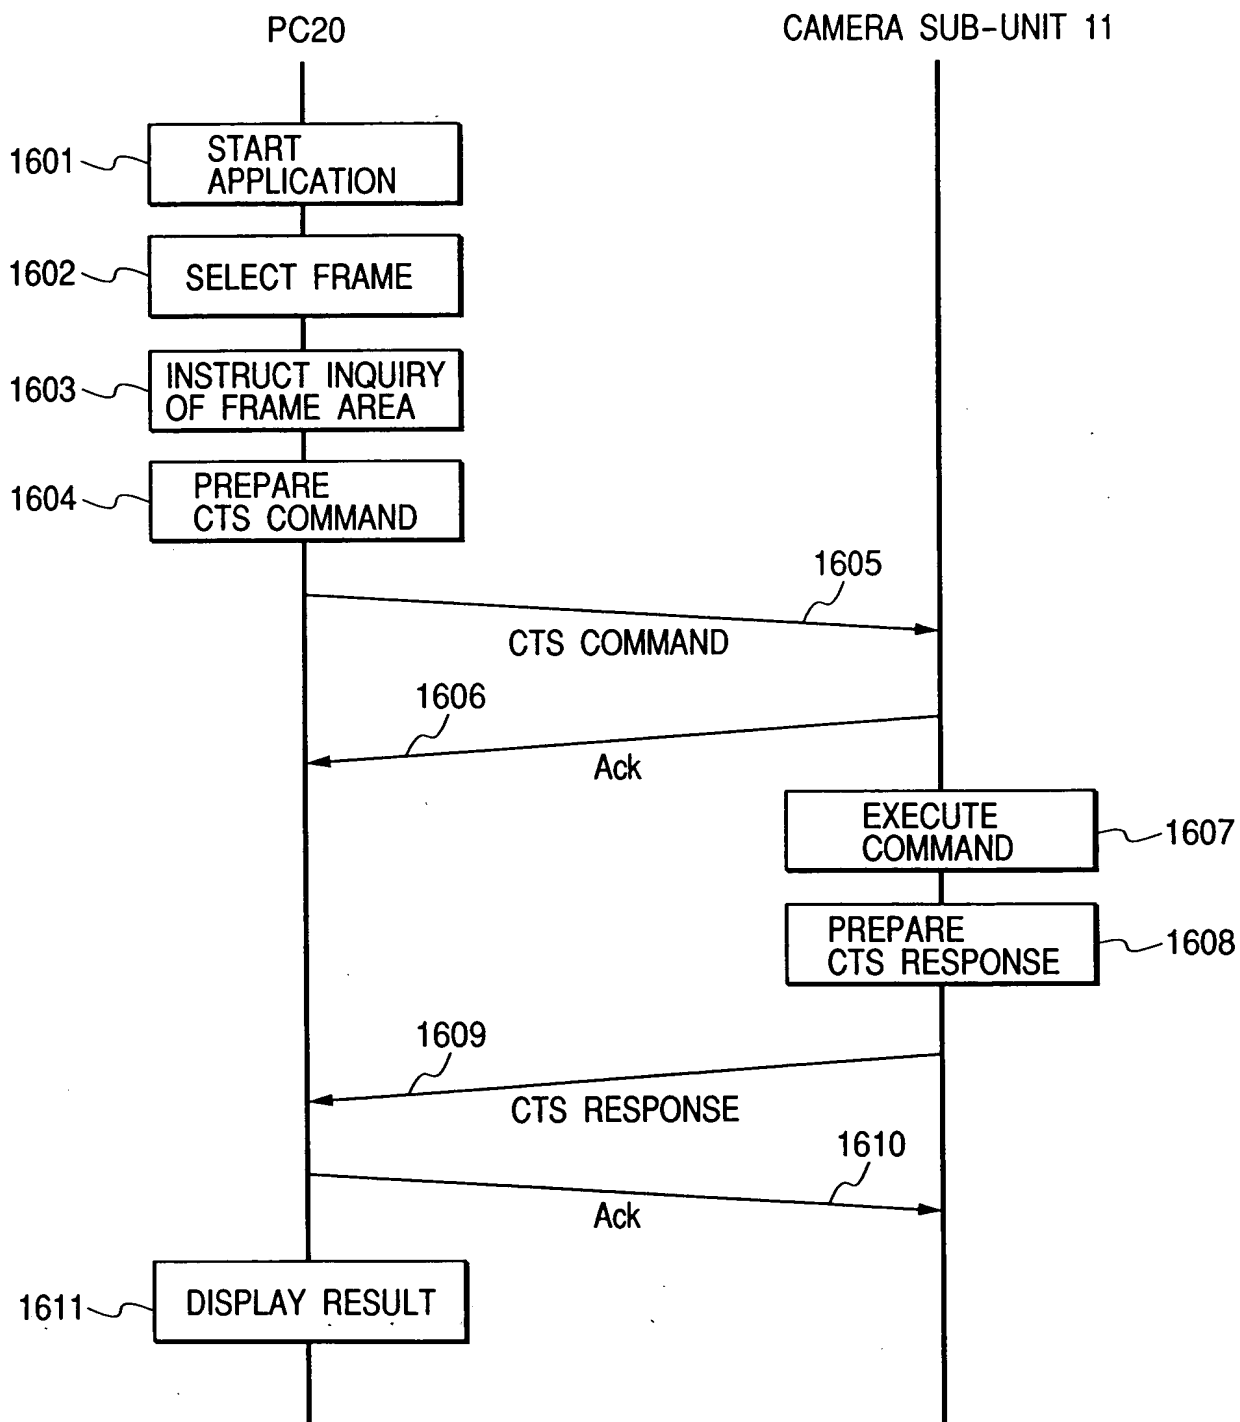 PC20
CAMERA SUB-UNIT 11
1601
START
APPLICATION
1602
SELECT FRAME
1603
INSTRUCT INQUIRY
OF FRAME AREA
1604
PREPARE
CTS COMMAND
1605
CTS COMMAND
1606
Ack
EXECUTE
COMMAND
1607
PREPARE
CTS RESPONSE
1608
1609
CTS RESPONSE
1610
Ack
1611
DISPLAY RESULT